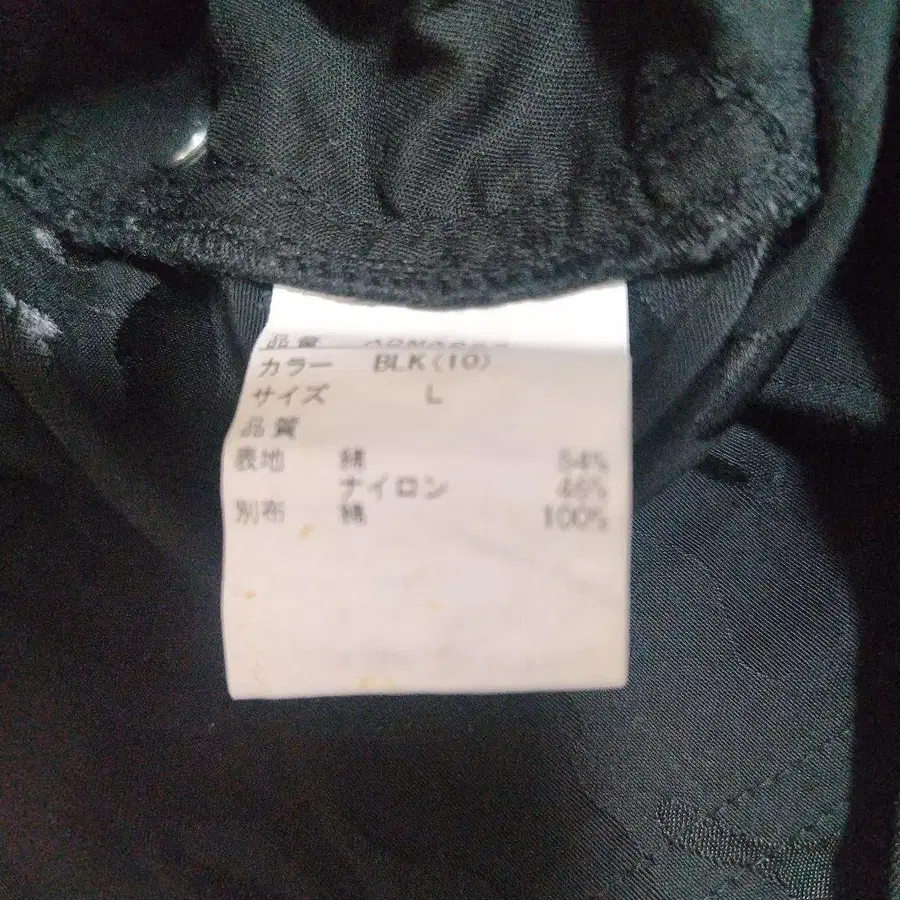 カラー BLK(10)
サイズ L
品質
表地 綿 54%
ナイロン 46%
別布 綿 100%